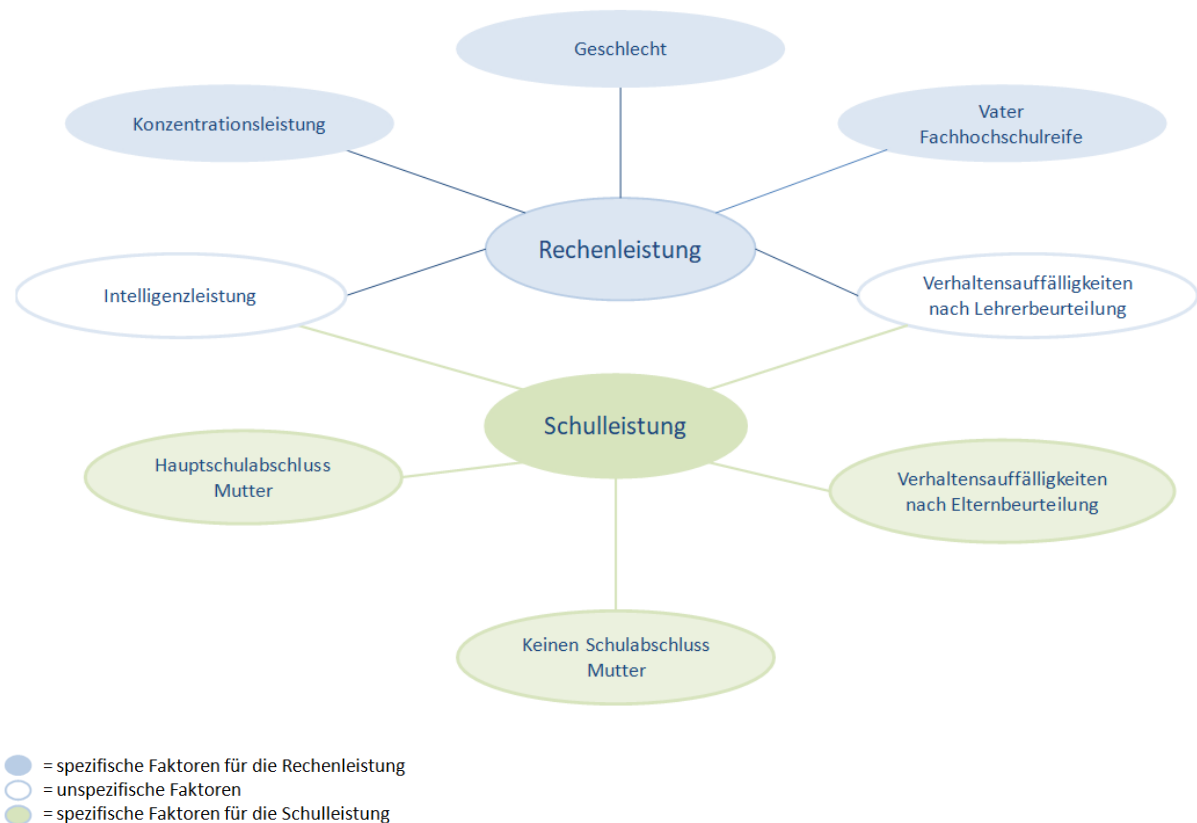 Geschlecht
Konzentrationsleistung
Vater
Fachhochschulreife
Rechenleistung
Intelligenzleistung
Verhaltensauffälligkeiten
nach Lehrerbeurteilung
Schulleistung
Hauptschulabschluss
Mutter
Verhaltensauffälligkeiten
nach Elternbeurteilung
Keinen Schulabschluss
Mutter
= spezifische Faktoren für die Rechenleistung
= unspezifische Faktoren
= spezifische Faktoren für die Schulleistung